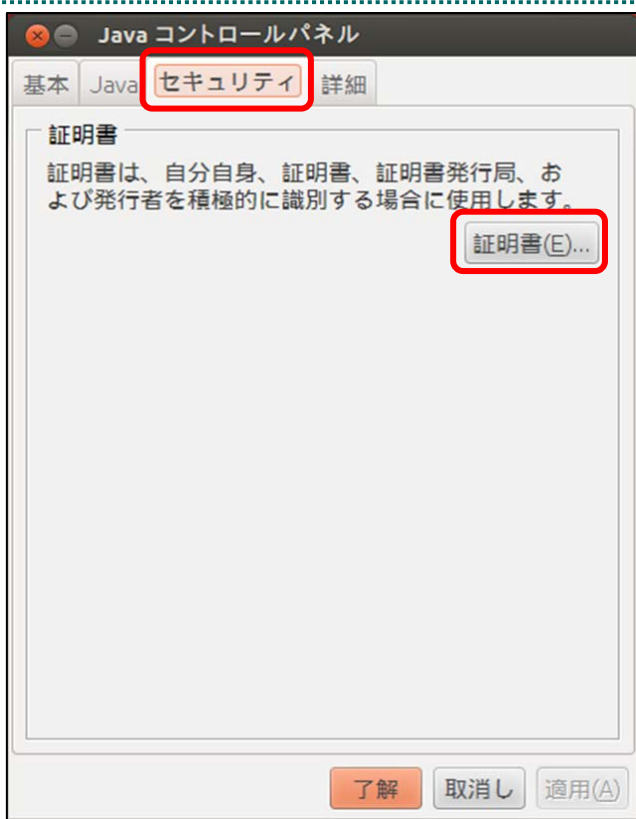 Java コントロールパネル
基本 Java セキュリティ 詳細
証明書
証明書は、自分自身、証明書、証明書発行局、お
よび発行者を積極的に識別する場合に使用します。
証明書(E)...
了解 取消し 適用(A)